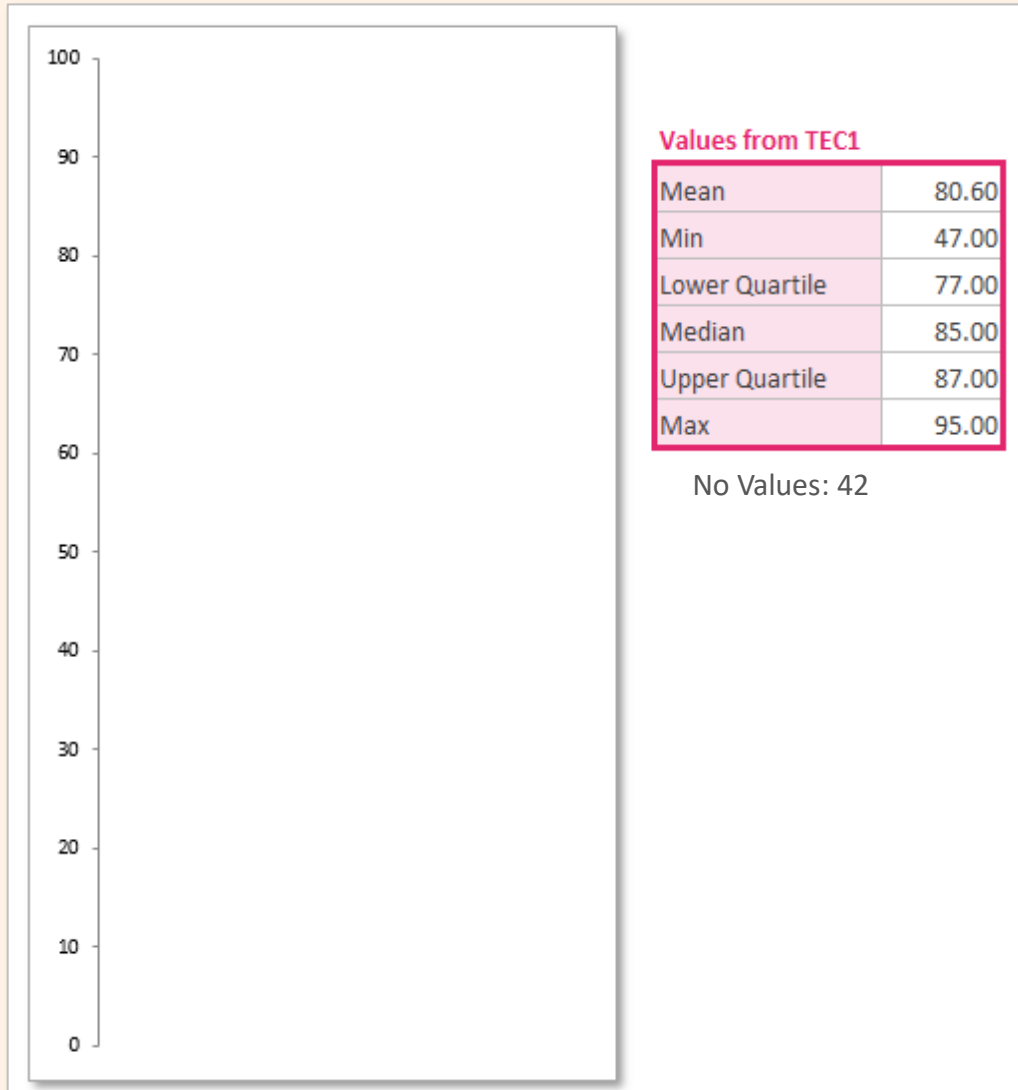 100
90
80
70
60
50
40
30
20
10
0
Values from TEC1
Mean 80.60
Min 47.00
Lower Quartile 77.00
Median 85.00
Upper Quartile 87.00
Max 95.00
No Values: 42